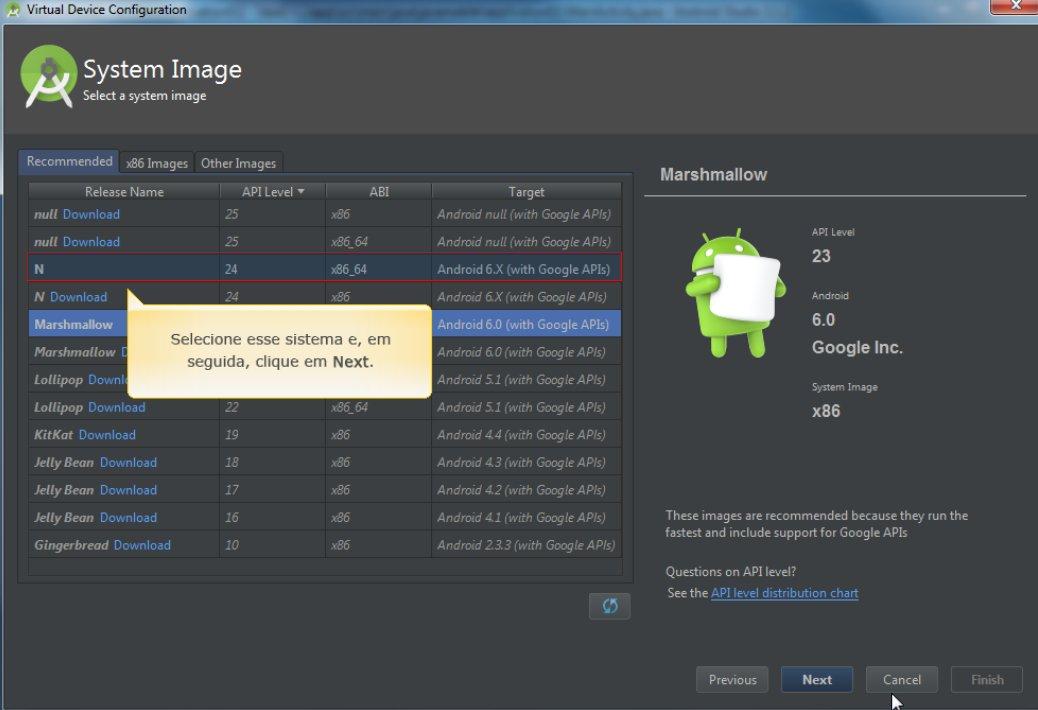 Virtual Device Configuration
System Image
Select a system image
Recommended x86 Images Other Images
Release Name API Level ABI Target
null Download 25 x86 Android null (with Google APIs)
null Download 25 x86_64 Android null (with Google APIs)
N 24 x86_64 Android 6.X (with Google APIs)
N Download 24 x86 Android 6.X (with Google APIs)
Marshmallow Android 6.0 (with Google APIs)
Marshmallow Android 6.0 (with Google APIs)
Lollipop Android 5.1 (with Google APIs)
Lollipop Download 22 x86_64 Android 5.1 (with Google APIs)
KitKat Download 19 x86 Android 4.4 (with Google APIs)
Jelly Bean Download 18 x86 Android 4.3 (with Google APIs)
Jelly Bean Download 17 x86 Android 4.2 (with Google APIs)
Jelly Bean Download 16 x86 Android 4.1 (with Google APIs)
Gingerbread Download 10 x86 Android 2.3.3 (with Google APIs)
Selecione esse sistema e, em
seguida, clique em Next.
Marshmallow
API Level
23
Android
6.0
Google Inc.
System Image
x86
These images are recommended because they run the
fastest and include support for Google APIs
Questions on API level?
See the API level distribution chart
Previous Next Cancel Finish